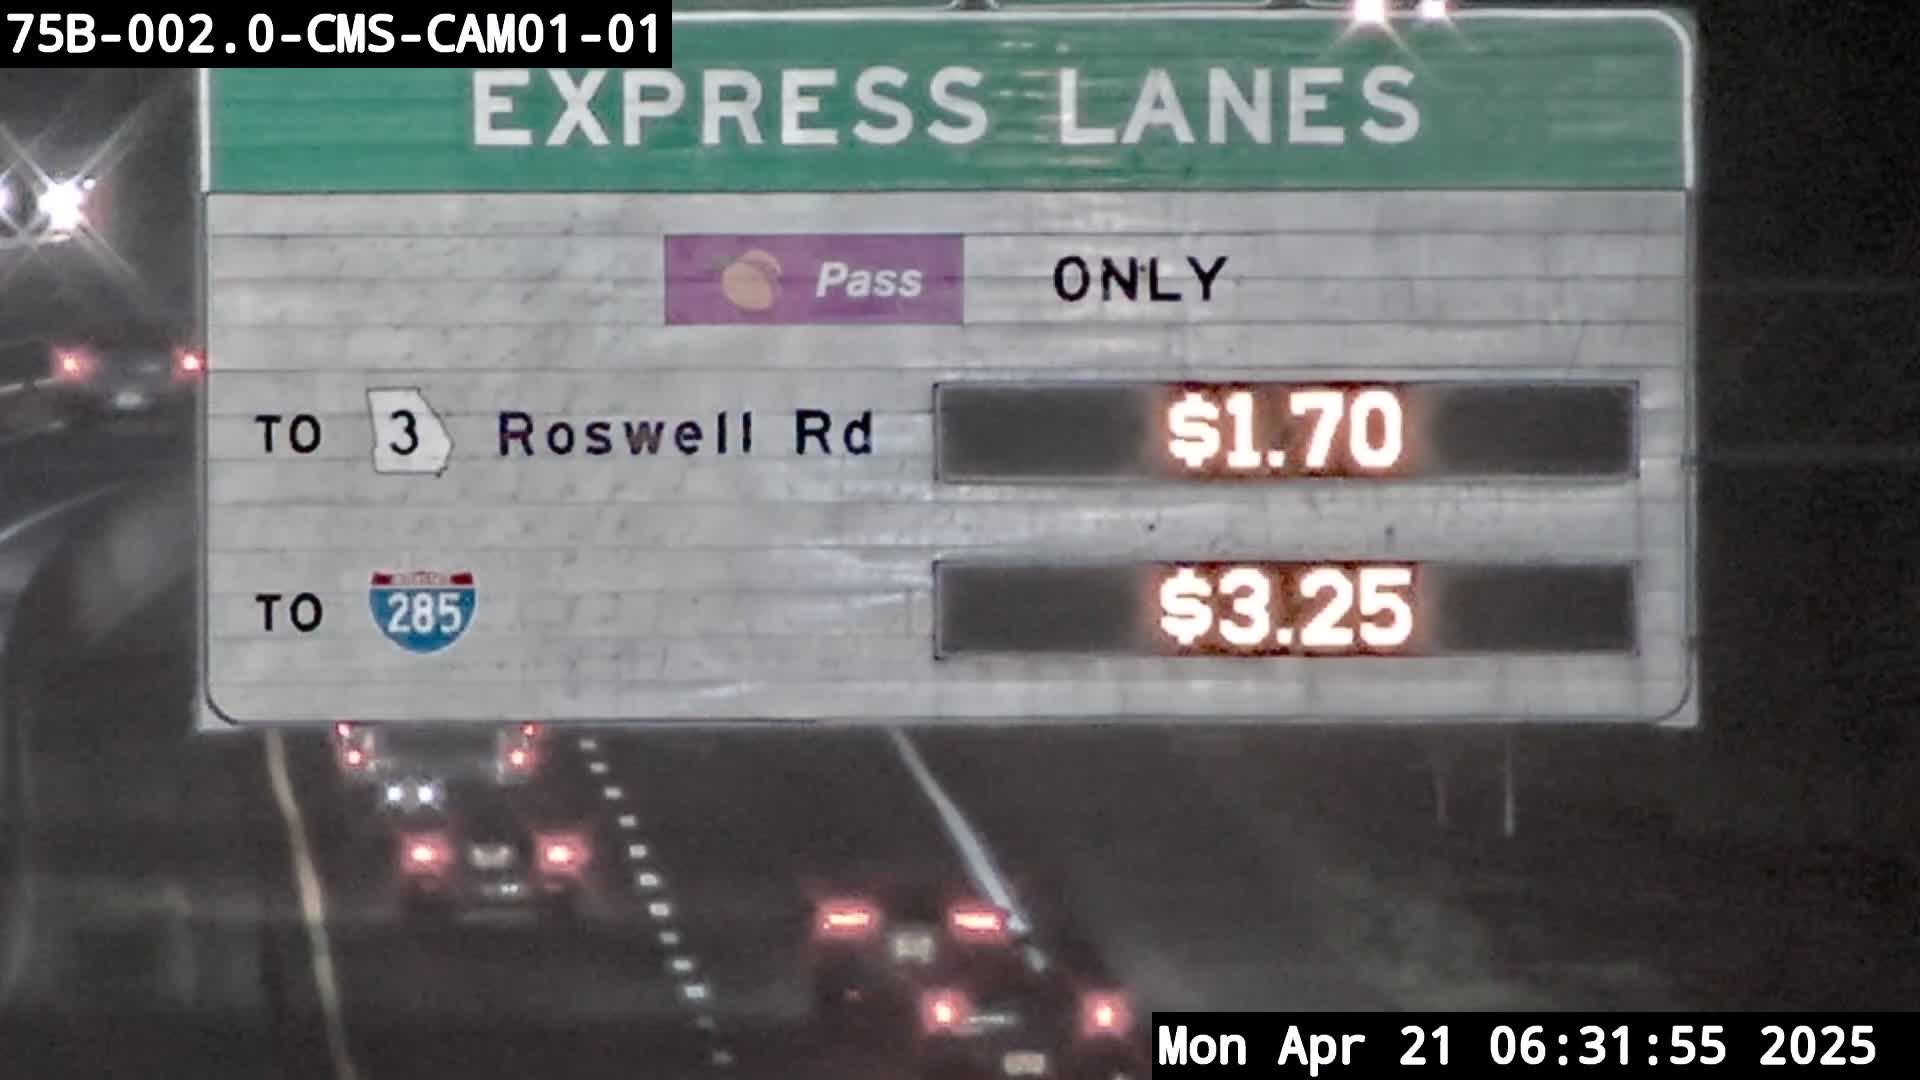 75B-002.0-CMS-CAM01-01
EXPRESS LANES
Pass ONLY
TO 3 Roswell Rd $1.70
TO 285 $3.25
Mon Apr 21 06:31:55 2025